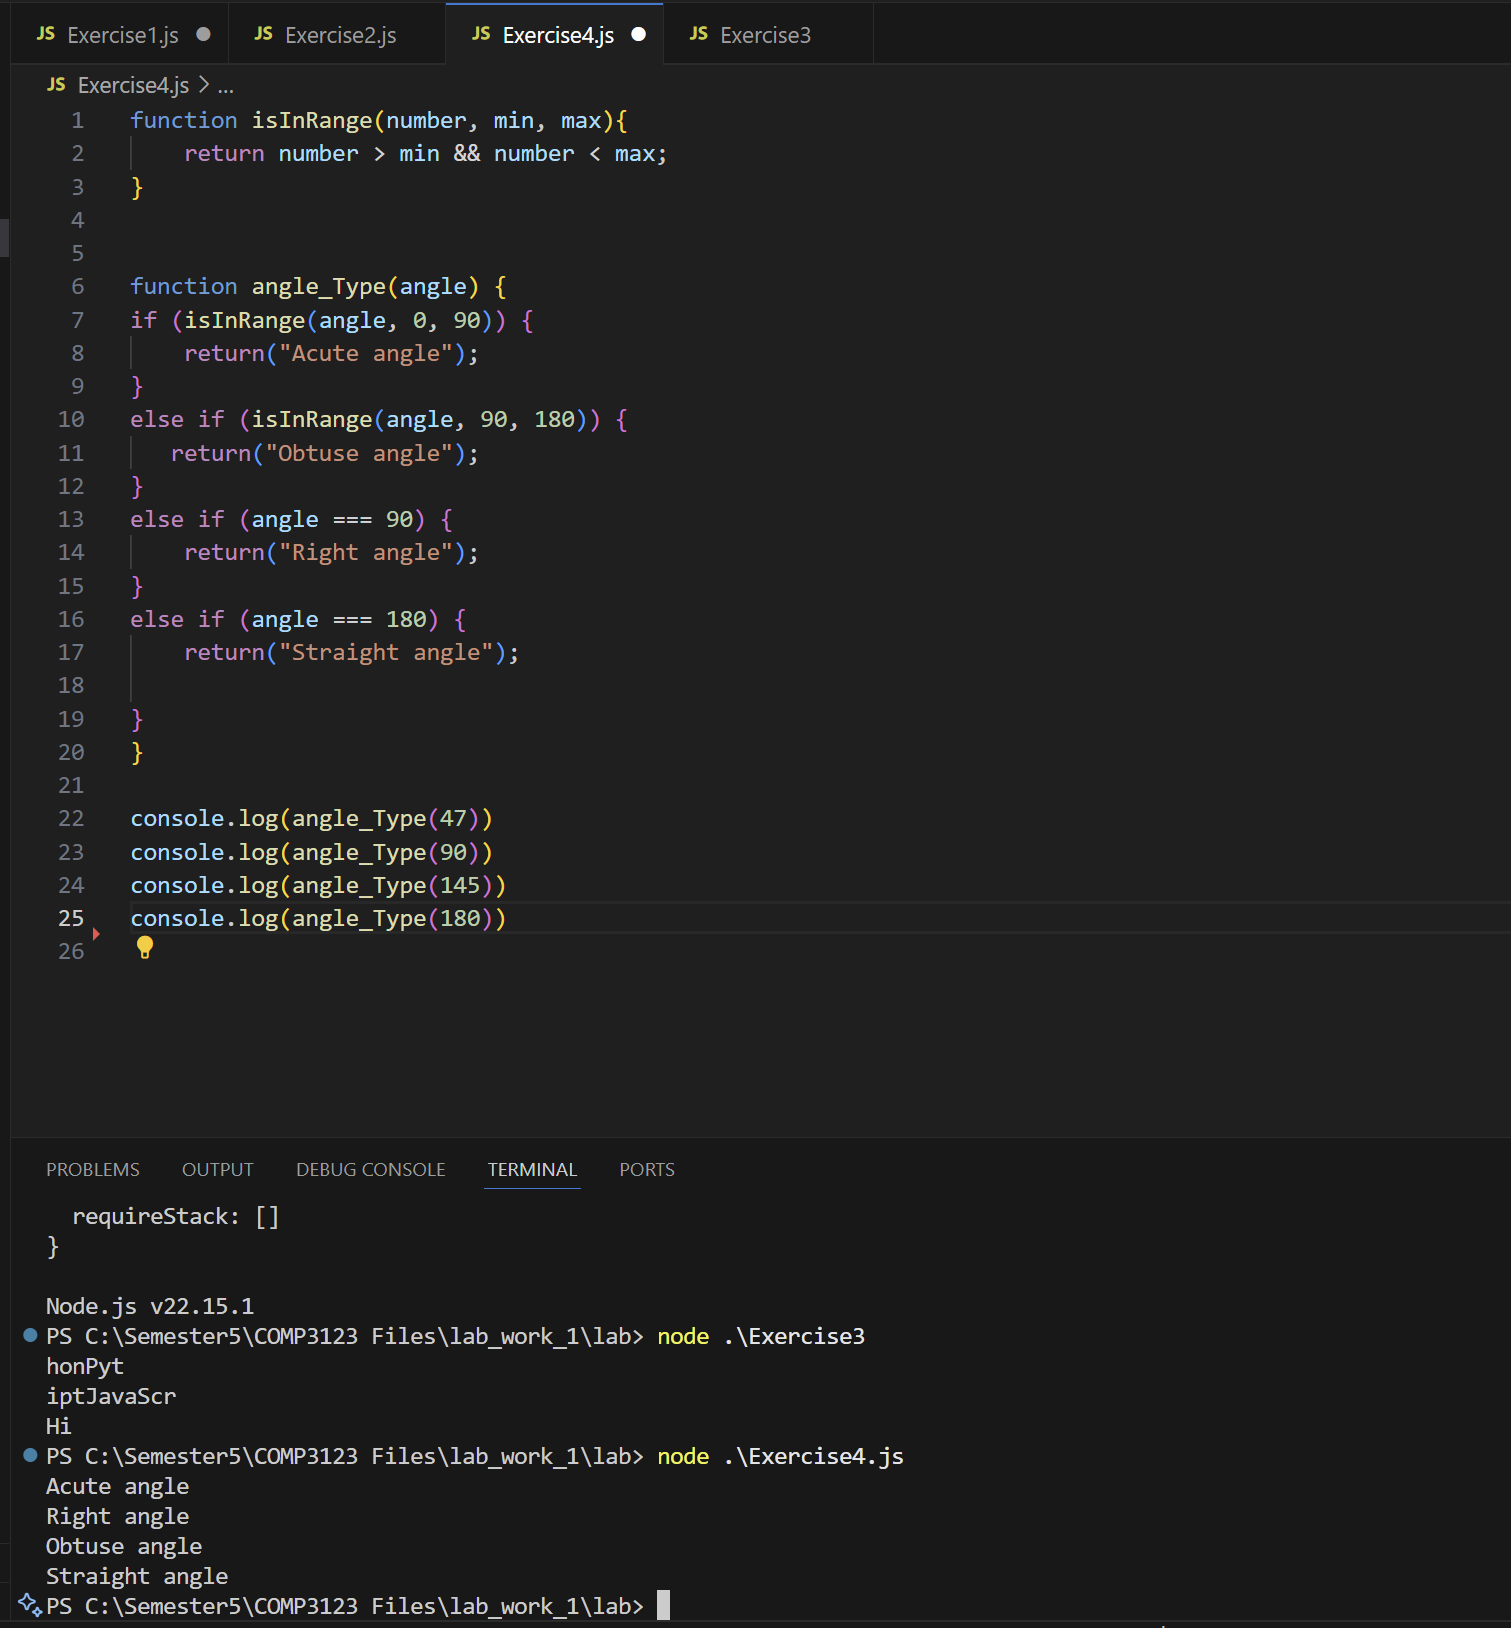 JS Exercise1.js JS Exercise2.js JS Exercise4.js JS Exercise3
JS Exercise4.js > ...
1 function isInRange(number, min, max){
2     return number > min && number < max;
3 }
4
5
6 function angle_Type(angle) {
7 if (isInRange(angle, 0, 90)) {
8     return("Acute angle");
9 }
10 else if (isInRange(angle, 90, 180)) {
11    return("Obtuse angle");
12 }
13 else if (angle === 90) {
14     return("Right angle");
15 }
16 else if (angle === 180) {
17     return("Straight angle");
18
19 }
20 }
21
22 console.log(angle_Type(47))
23 console.log(angle_Type(90))
24 console.log(angle_Type(145))
25 console.log(angle_Type(180))
26
PROBLEMS OUTPUT DEBUG CONSOLE TERMINAL PORTS
  requireStack: []
}
Node.js v22.15.1
PS C:\Semester5\COMP3123 Files\lab_work_1\lab> node .\Exercise3
honPyt
iptJavaScr
Hi
PS C:\Semester5\COMP3123 Files\lab_work_1\lab> node .\Exercise4.js
Acute angle
Right angle
Obtuse angle
Straight angle
PS C:\Semester5\COMP3123 Files\lab_work_1\lab>